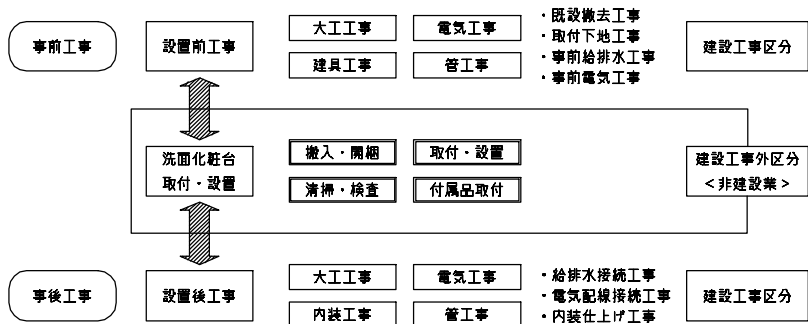 事前工事
設置前工事
大工工事
電気工事
建具工事
管工事
・既設撤去工事
・取付下地工事
・事前給排水工事
・事前電気工事
建設工事区分
洗面化粧台
取付・設置
搬入・開梱
取付・設置
清掃・検査
付属品取付
建設工事外区分
＜非建設業＞
事後工事
設置後工事
大工工事
電気工事
内装工事
管工事
・給排水接続工事
・電気配線接続工事
・内装仕上げ工事
建設工事区分